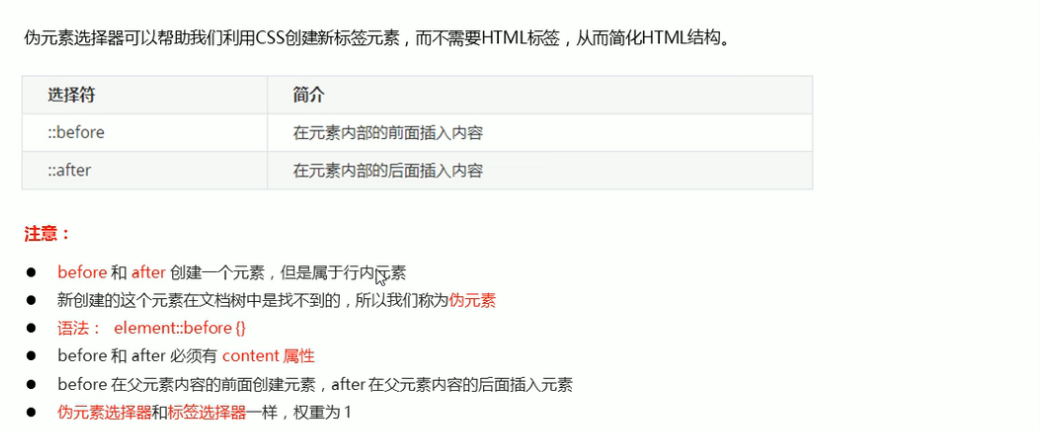 伪元素选择器可以帮助我们利用CSS创建新标签元素，而不需要HTML标签，从而简化HTML结构。
选择符 简介
::before 在元素内部的前面插入内容
::after 在元素内部的后面插入内容
注意：
● before 和 after 创建一个元素，但是属于行内元素
● 新创建的这个元素在文档树中是找不到的，所以我们称为伪元素
● 语法： element::before {}
● before 和 after 必须有 content 属性
● before 在父元素内容的前面创建元素，after 在父元素内容的后面插入元素
● 伪元素选择器和标签选择器一样，权重为 1